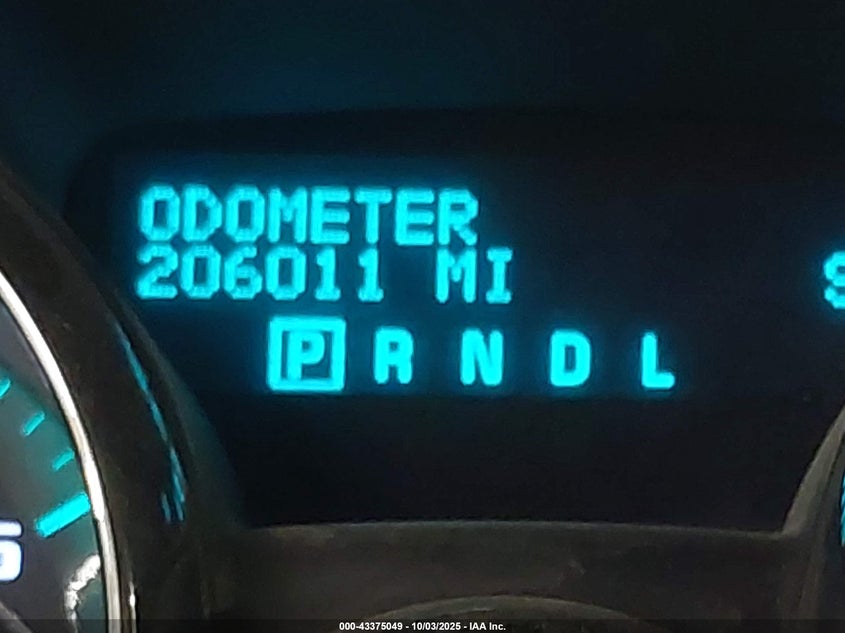 ODOMETER
206011 MI
P R N D L
000-43375049 - 10/03/2025 - IAA Inc.